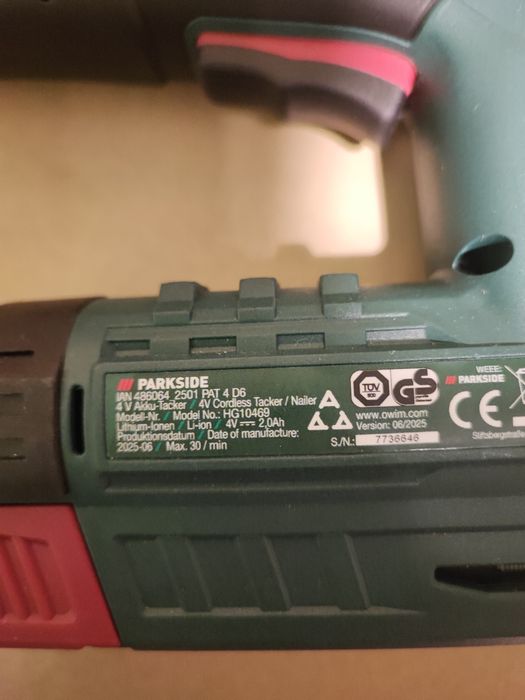 PARKSIDE
IAN 486064_2501 PAT 4 D6
4 V Akku-Tacker / 4V Cordless Tacker / Nailer
Modell-Nr. / Model No.: HG10469
Lithium-Ionen / Li-ion / 4V 2,0Ah
Produktionsdatum / Date of manufacture:
2025-06 / Max. 30 / min
TÜV
SÜD
GS
www.owim.com
Version: 06/2025
S/N.: 7736646
WEEE:
PARKSIDE
CE